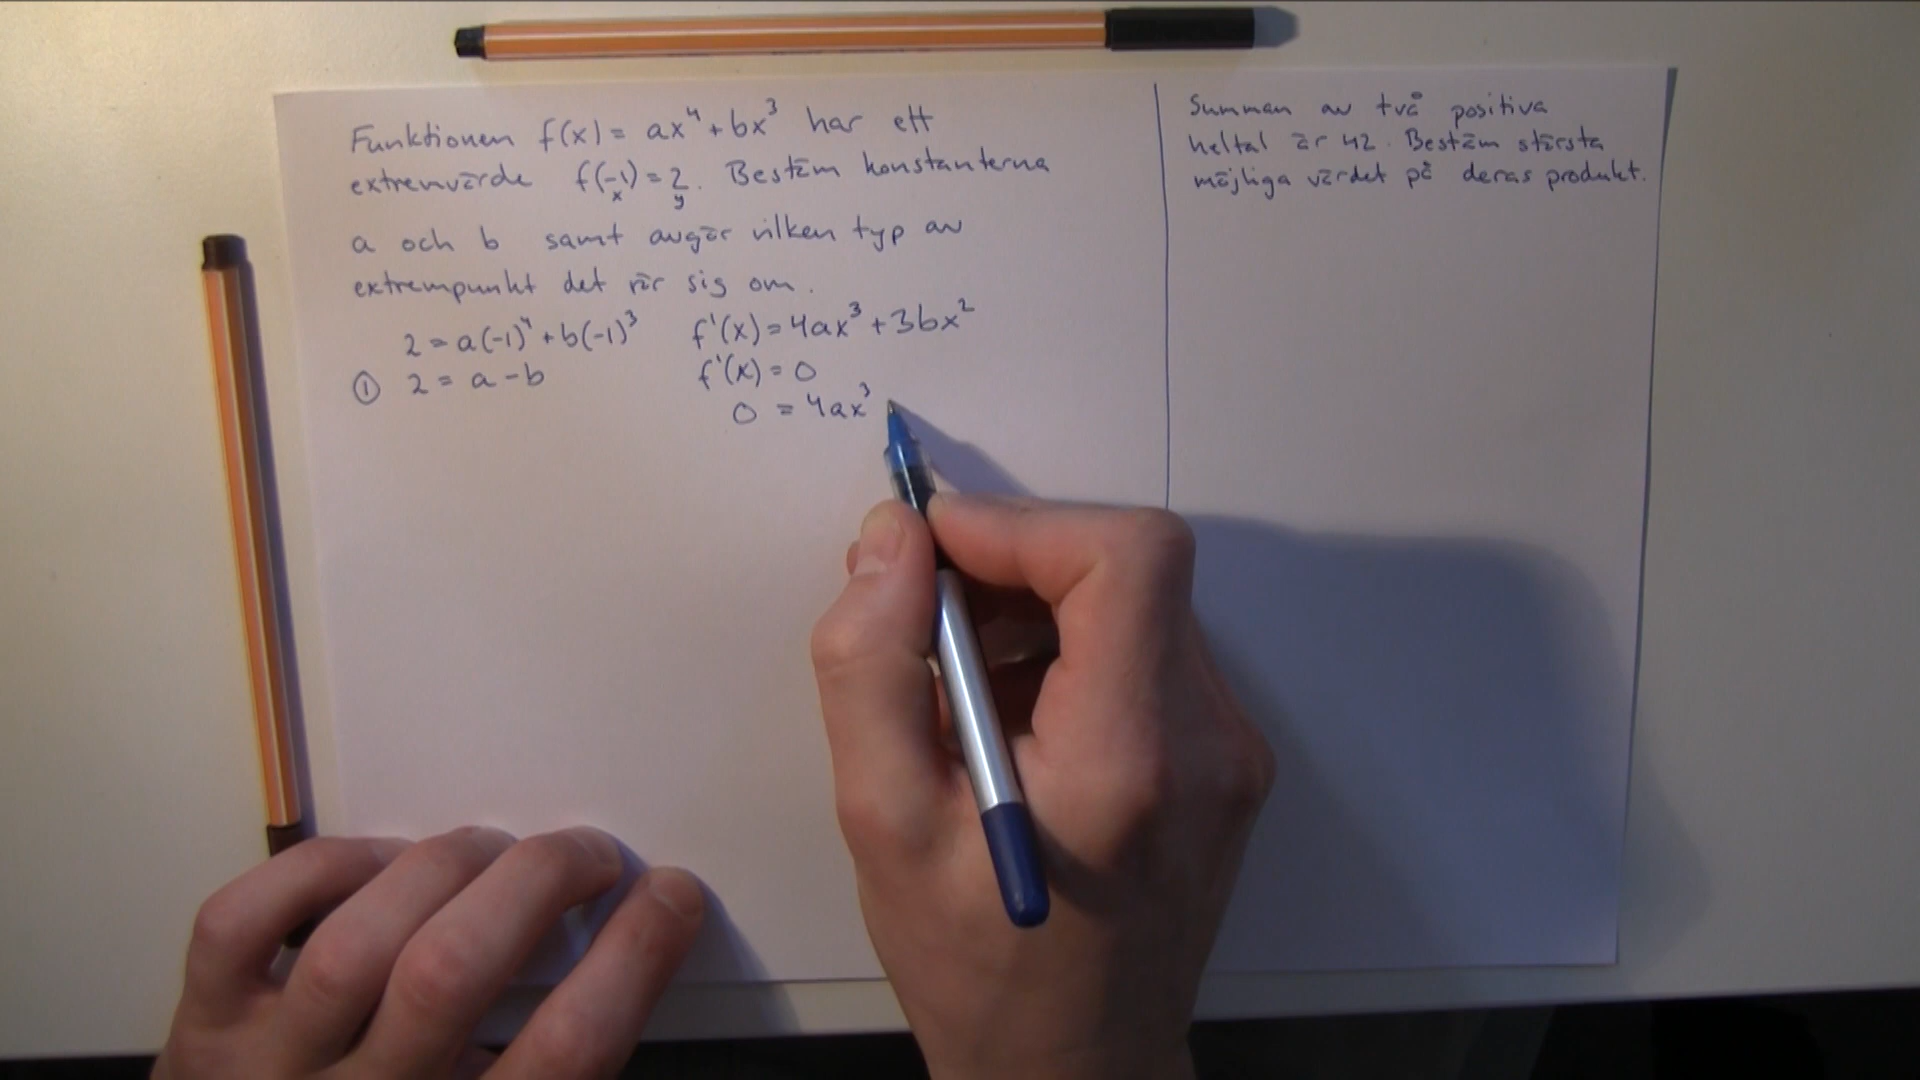 Funktionen f(x) = ax⁴ + bx³ har ett
extremvärde f(-1) = 2. Bestäm konstanterna
x y
a och b samt avgör vilken typ av
extrempunkt det rör sig om.
2 = a(-1)⁴ + b(-1)³
① 2 = a - b
f'(x) = 4ax³ + 3bx²
f'(x) = 0
0 = 4ax³
Summan av två positiva
heltal är 42. Bestäm största
möjliga värdet på deras produkt.